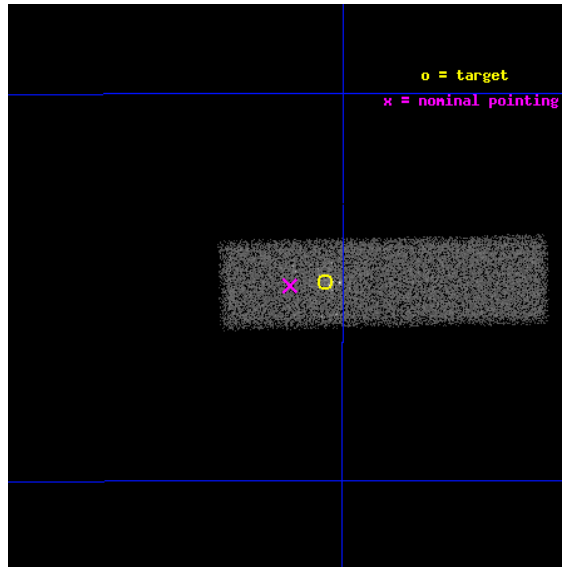 o = target
x = nominal pointing